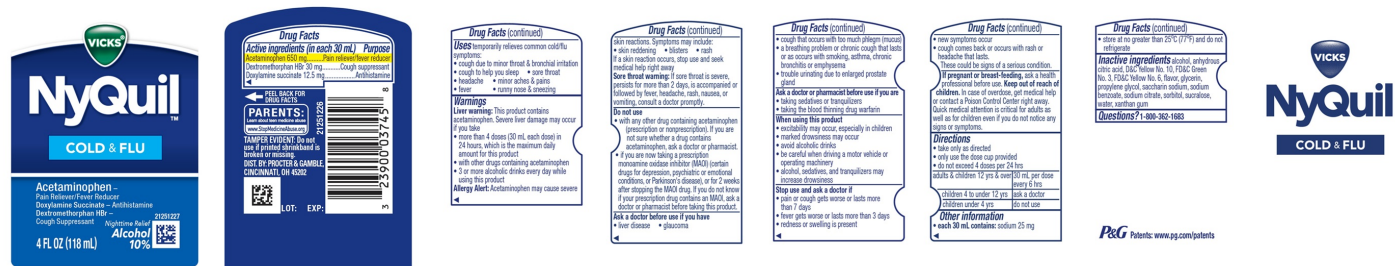 VICKS®
NyQuil™
COLD & FLU
Acetaminophen –
Pain Reliever/Fever Reducer
Doxylamine Succinate – Antihistamine
Dextromethorphan HBr –
Cough Suppressant
Nighttime Relief
Alcohol
10%
21251227
4 FL OZ (118 mL)
Drug Facts
Active ingredients (in each 30 mL) Purpose
Acetaminophen 650 mg..........Pain reliever/fever reducer
Dextromethorphan HBr 30 mg..........Cough suppressant
Doxylamine succinate 12.5 mg..........Antihistamine
PEEL BACK FOR
DRUG FACTS
PARENTS:
Learn about teen medicine abuse
www.StopMedicineAbuse.org
TAMPER EVIDENT: Do not
use if printed shrinkband is
broken or missing.
DIST. BY PROCTER & GAMBLE,
CINCINNATI, OH 45202
21251226
LOT: EXP:
3 23900 03745 8
Drug Facts (continued)
Uses temporarily relieves common cold/flu
symptoms:
• cough due to minor throat & bronchial irritation
• cough to help you sleep • sore throat
• headache • minor aches & pains
• fever • runny nose & sneezing
Warnings
Liver warning: This product contains
acetaminophen. Severe liver damage may occur
if you take
• more than 4 doses (30 mL each dose) in
24 hours, which is the maximum daily
amount for this product
• with other drugs containing acetaminophen
• 3 or more alcoholic drinks every day while
using this product
Allergy Alert: Acetaminophen may cause severe
Drug Facts (continued)
skin reactions. Symptoms may include:
• skin reddening • blisters • rash
If a skin reaction occurs, stop use and seek
medical help right away
Sore throat warning: If sore throat is severe,
persists for more than 2 days, is accompanied or
followed by fever, headache, rash, nausea, or
vomiting, consult a doctor promptly.
Do not use
• with any other drug containing acetaminophen
(prescription or nonprescription). If you are
not sure whether a drug contains
acetaminophen, ask a doctor or pharmacist.
• if you are now taking a prescription
monoamine oxidase inhibitor (MAOI) (certain
drugs for depression, psychiatric or emotional
conditions, or Parkinson's disease), or for 2 weeks
after stopping the MAOI drug. If you do not know
if your prescription drug contains an MAOI, ask a
doctor or pharmacist before taking this product.
Ask a doctor before use if you have
• liver disease • glaucoma
Drug Facts (continued)
• cough that occurs with too much phlegm (mucus)
• a breathing problem or chronic cough that lasts
or as occurs with smoking, asthma, chronic
bronchitis or emphysema
• trouble urinating due to enlarged prostate
gland
Ask a doctor or pharmacist before use if you are
• taking sedatives or tranquilizers
• taking the blood thinning drug warfarin
When using this product
• excitability may occur, especially in children
• marked drowsiness may occur
• avoid alcoholic drinks
• be careful when driving a motor vehicle or
operating machinery
• alcohol, sedatives, and tranquilizers may
increase drowsiness
Stop use and ask a doctor if
• pain or cough gets worse or lasts more
than 7 days
• fever gets worse or lasts more than 3 days
• redness or swelling is present
Drug Facts (continued)
• new symptoms occur
• cough comes back or occurs with rash or
headache that lasts.
These could be signs of a serious condition.
If pregnant or breast-feeding, ask a health
professional before use. Keep out of reach of
children. In case of overdose, get medical help
or contact a Poison Control Center right away.
Quick medical attention is critical for adults as
well as for children even if you do not notice any
signs or symptoms.
Directions
• take only as directed
• only use the dose cup provided
• do not exceed 4 doses per 24 hrs
adults & children 12 yrs & over 30 mL per dose
every 6 hrs
children 4 to under 12 yrs ask a doctor
children under 4 yrs do not use
Other information
• each 30 mL contains: sodium 25 mg
Drug Facts (continued)
• store at no greater than 25°C (77°F) and do not
refrigerate
Inactive ingredients alcohol, anhydrous
citric acid, D&C Yellow No. 10, FD&C Green
No. 3, FD&C Yellow No. 6, flavor, glycerin,
propylene glycol, saccharin sodium, sodium
benzoate, sodium citrate, sorbitol, sucralose,
water, xanthan gum
Questions? 1-800-362-1683
P&G Patents: www.pg.com/patents
VICKS
NyQuil
COLD & FLU